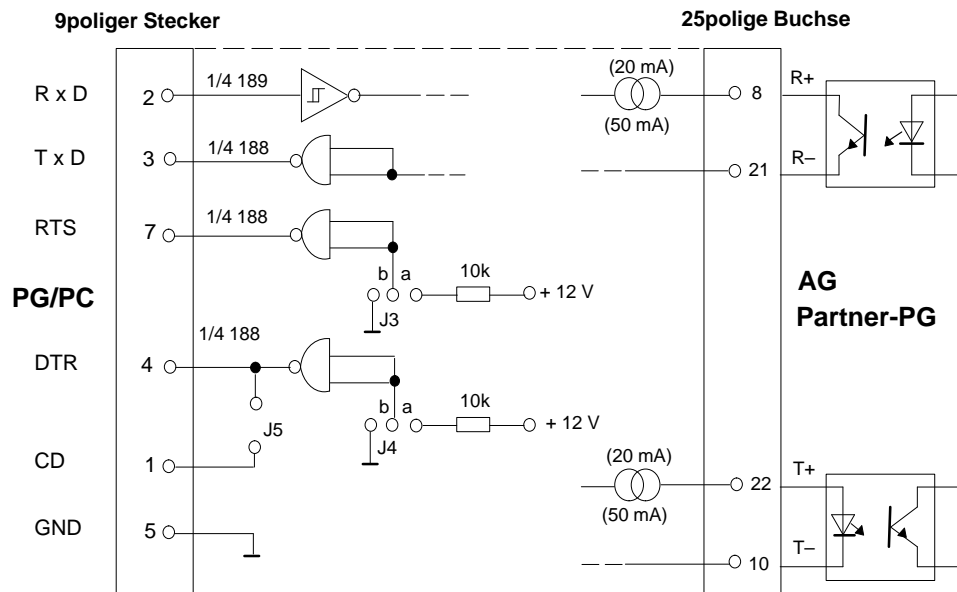 9poliger Stecker
25polige Buchse
R x D
2
1/4 189
(20 mA)
(50 mA)
8
R+
T x D
3
1/4 188
21
R–
RTS
7
1/4 188
b a
10k
+ 12 V
J3
PG/PC
AG
Partner-PG
DTR
4
1/4 188
b a
10k
+ 12 V
J4
J5
CD
1
(20 mA)
(50 mA)
22
T+
GND
5
10
T–